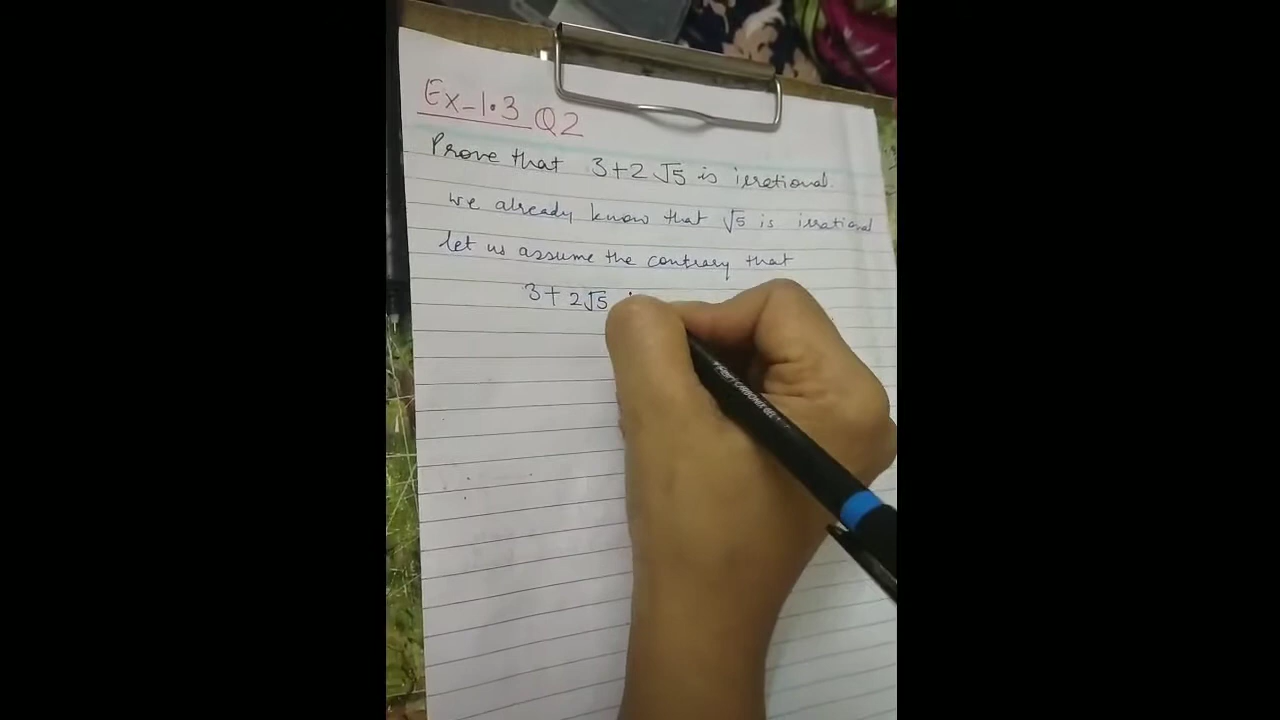 Ex-1.3 Q2
Prove that 3+2√5 is irrational.
we already know that √5 is irrational
let us assume the contrary that
3+2√5